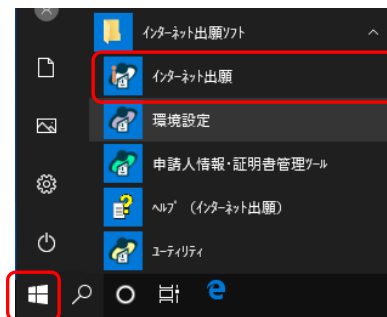 インターネット出願ソフト
インターネット出願
環境設定
申請人情報・証明書管理ツール
ヘルプ (インターネット出願)
ユーティリティ